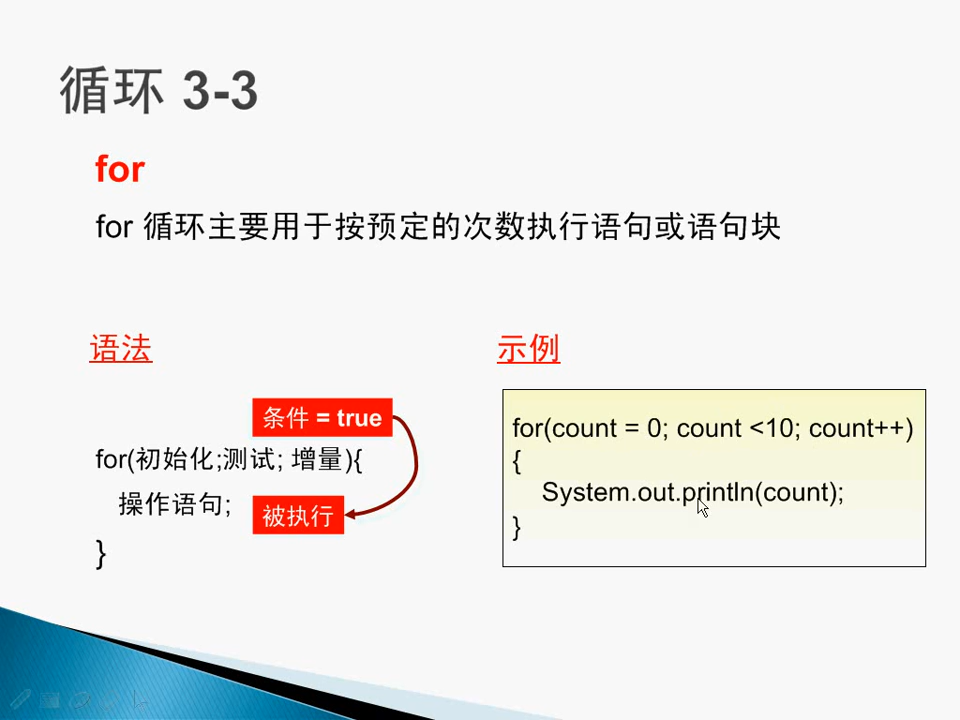 循环 3-3
for
for 循环主要用于按预定的次数执行语句或语句块
语法
条件 = true
for(初始化;测试; 增量){
操作语句;
被执行
}
示例
for(count = 0; count <10; count++)
{
System.out.println(count);
}